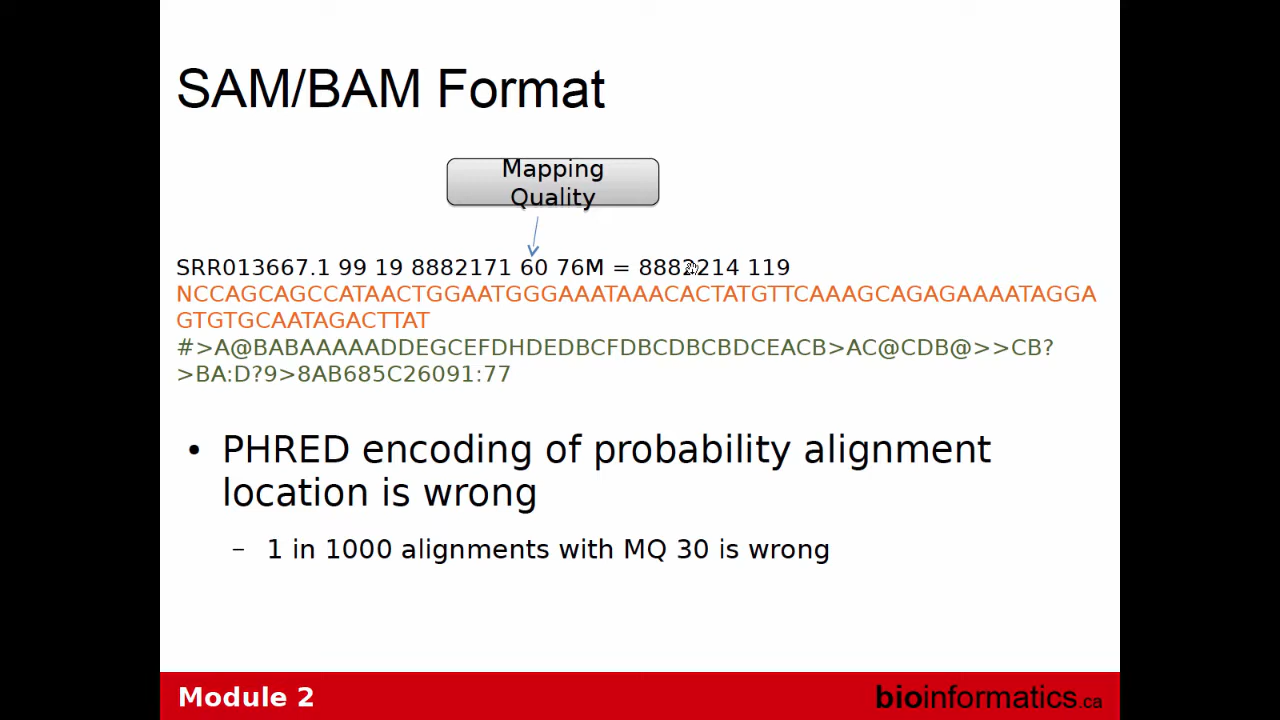 SAM/BAM Format
Mapping
Quality
SRR013667.1 99 19 8882171 60 76M = 8882214 119
NCCAGCAGCCATAACTGGAATGGGAAATAAACACTATGTTCAAAGCAGAGAAAATAGGA
GTGTGCAATAGACTTAT
#>A@BABAAAAADDEGCEFDHDEDBCFDBCDBCBDCEACB>AC@CDB@>>CB?
>BA:D?9>8AB685C26091:77
• PHRED encoding of probability alignment
location is wrong
– 1 in 1000 alignments with MQ 30 is wrong
Module 2
bioinformatics.ca